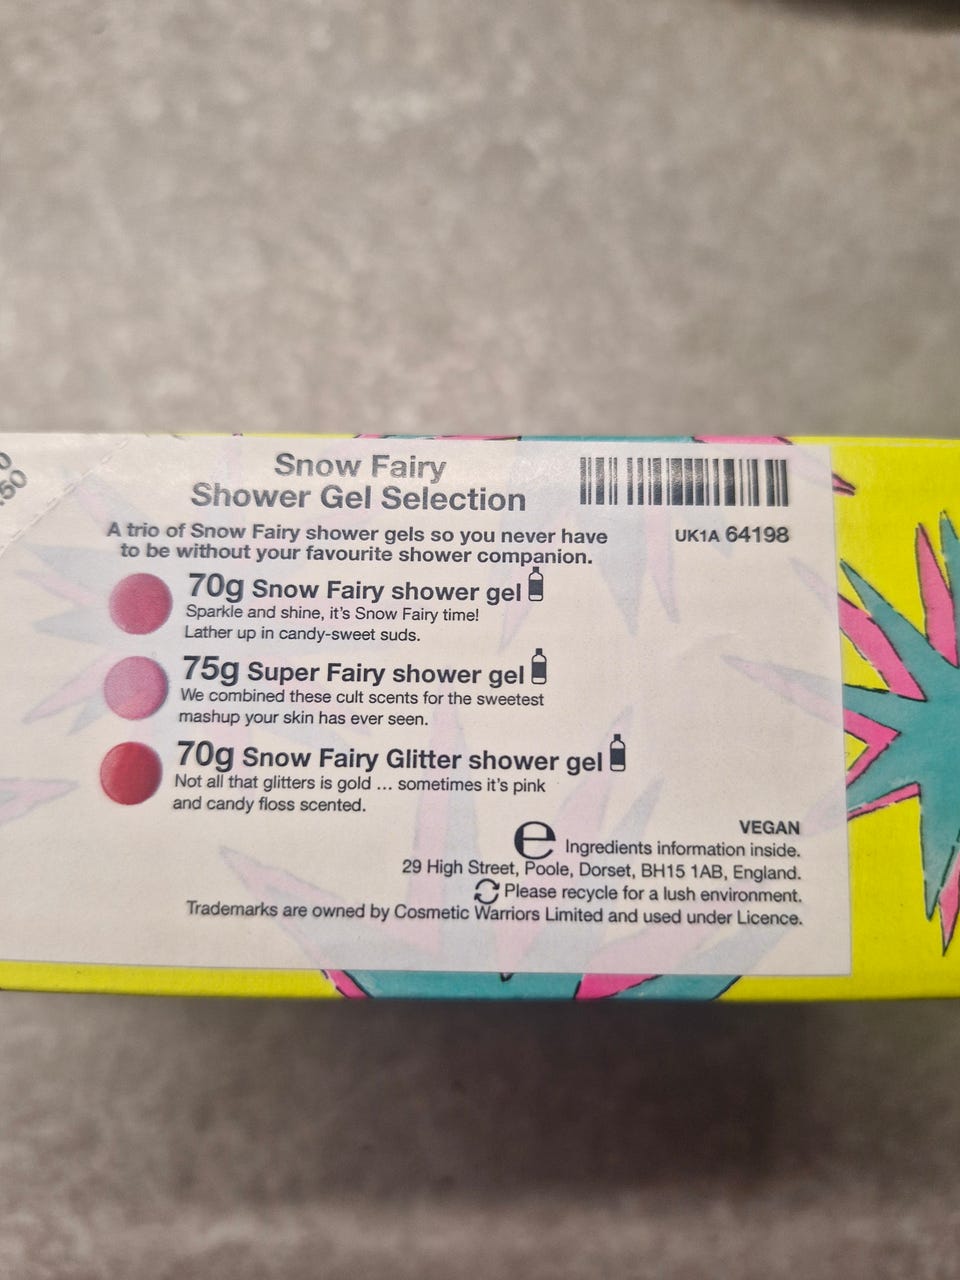 Snow Fairy
Shower Gel Selection
A trio of Snow Fairy shower gels so you never have
to be without your favourite shower companion.
UK1A 64198
70g Snow Fairy shower gel
Sparkle and shine, it's Snow Fairy time!
Lather up in candy-sweet suds.
75g Super Fairy shower gel
We combined these cult scents for the sweetest
mashup your skin has ever seen.
70g Snow Fairy Glitter shower gel
Not all that glitters is gold ... sometimes it's pink
and candy floss scented.
VEGAN
e Ingredients information inside.
29 High Street, Poole, Dorset, BH15 1AB, England.
Please recycle for a lush environment.
Trademarks are owned by Cosmetic Warriors Limited and used under Licence.